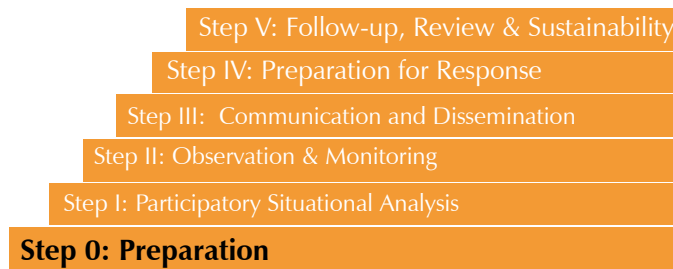 Step V: Follow-up, Review & Sustainability
Step IV: Preparation for Response
Step III:  Communication and Dissemination
Step II: Observation & Monitoring
Step I: Participatory Situational Analysis
Step 0: Preparation